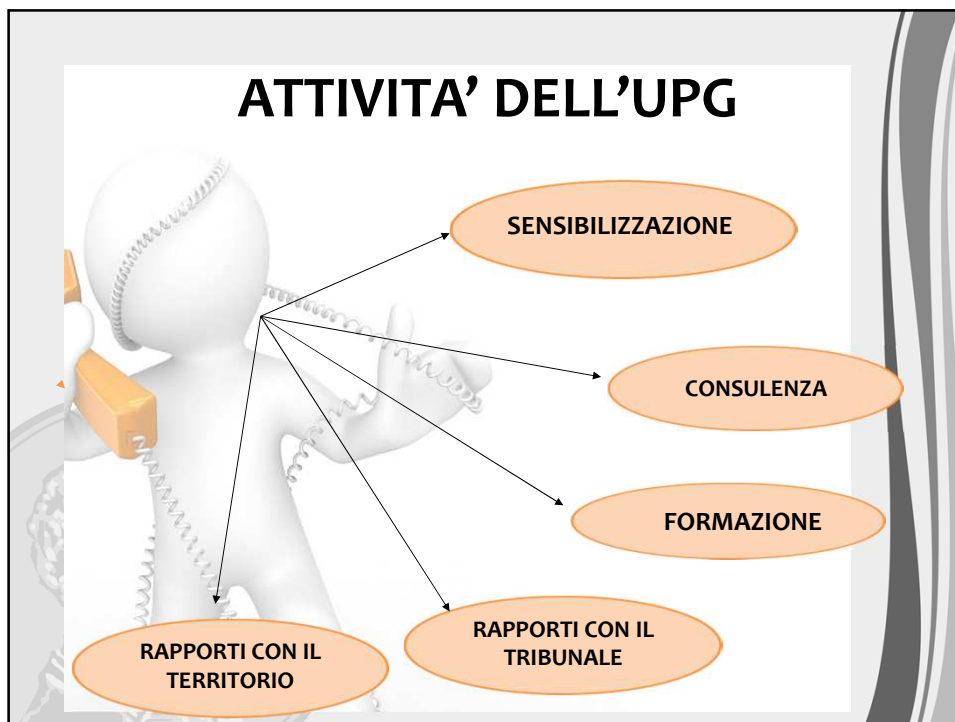 ATTIVITA’ DELL’UPG
SENSIBILIZZAZIONE
CONSULENZA
FORMAZIONE
RAPPORTI CON IL
TRIBUNALE
RAPPORTI CON IL
TERRITORIO